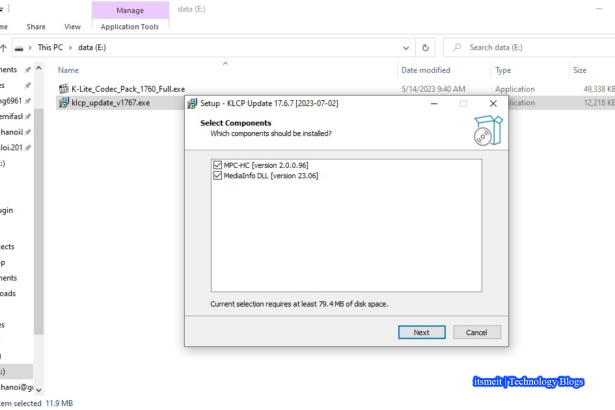 Manage
data (E:)
me Share View Application Tools
This PC > data (E:)
Search data (E:)
Name Date modified Type Size
K-Lite_Codec_Pack_1760_Full.exe 5/14/2023 9:40 AM Application 49,338 KB
klcp_update_v1767.exe 12,218 KB
Setup - KLCP Update 17.6.7 [2023-07-02]
Select Components
Which components should be installed?
MPC-HC [version 2.0.0.96]
MediaInfo DLL [version 23.06]
Current selection requires at least 79.4 MB of disk space.
Next Cancel
ments
es
ng6961
emifast
hanoi(
loi.201
:)
ugin
ects
p
ments
oads
es
:)
hanoi@g
itsmeit | Technology Blogs
tem selected 11.9 MB